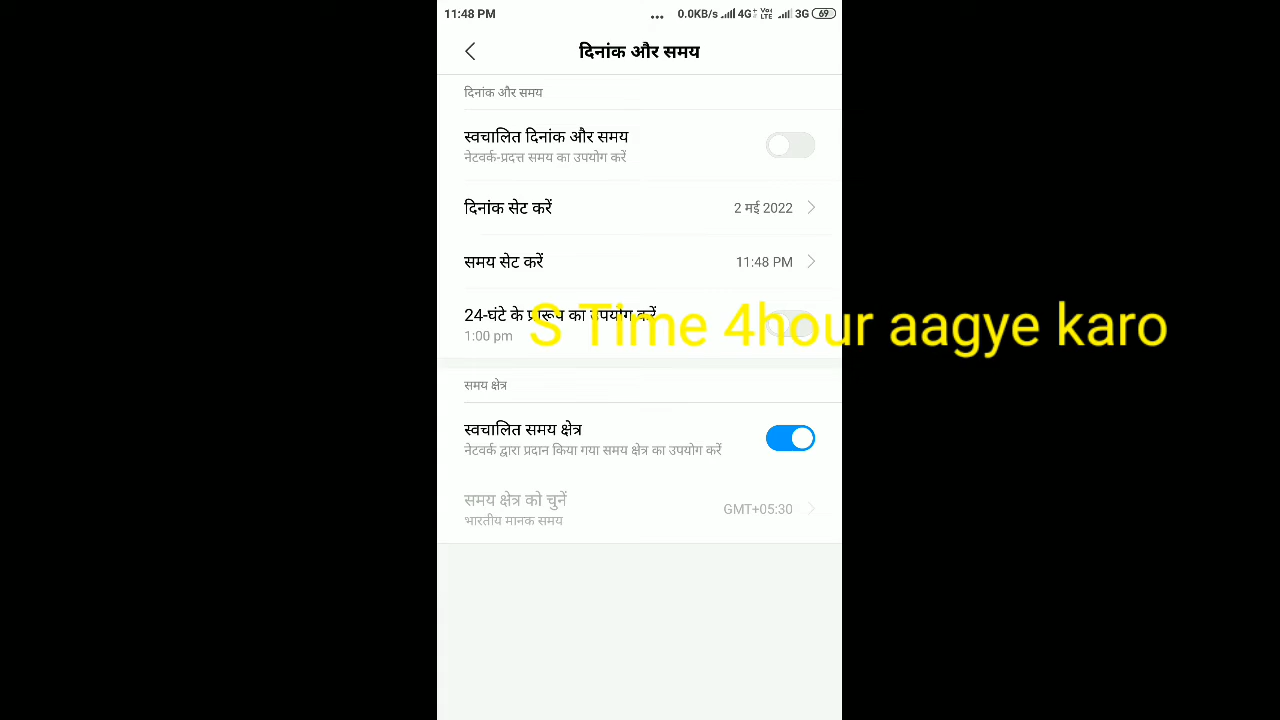 11:48 PM ... 0.0KB/s 4G+ Vo LTE 3G 69
दिनांक और समय
दिनांक और समय
स्वचालित दिनांक और समय
नेटवर्क-प्रदत्त समय का उपयोग करें
दिनांक सेट करें 2 मई 2022
समय सेट करें 11:48 PM
24-घंटे के प्रारूप का उपयोग करें
1:00 pm
S Time 4hour aagye karo
समय क्षेत्र
स्वचालित समय क्षेत्र
नेटवर्क द्वारा प्रदान किया गया समय क्षेत्र का उपयोग करें
समय क्षेत्र को चुनें GMT+05:30
भारतीय मानक समय